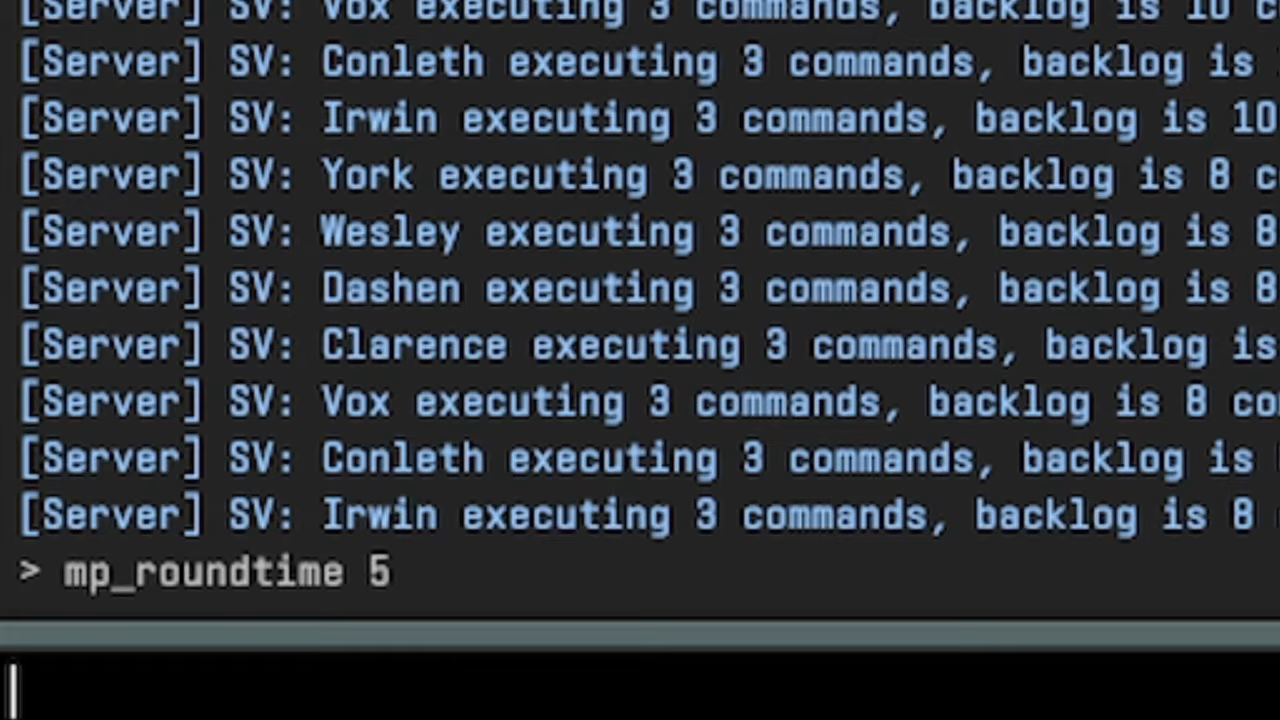 [Server] SV: Vox executing 3 commands, backlog is 10 c
[Server] SV: Conleth executing 3 commands, backlog is
[Server] SV: Irwin executing 3 commands, backlog is 10
[Server] SV: York executing 3 commands, backlog is 8 c
[Server] SV: Wesley executing 3 commands, backlog is 8
[Server] SV: Dashen executing 3 commands, backlog is 8
[Server] SV: Clarence executing 3 commands, backlog is
[Server] SV: Vox executing 3 commands, backlog is 8 co
[Server] SV: Conleth executing 3 commands, backlog is
[Server] SV: Irwin executing 3 commands, backlog is 8
> mp_roundtime 5